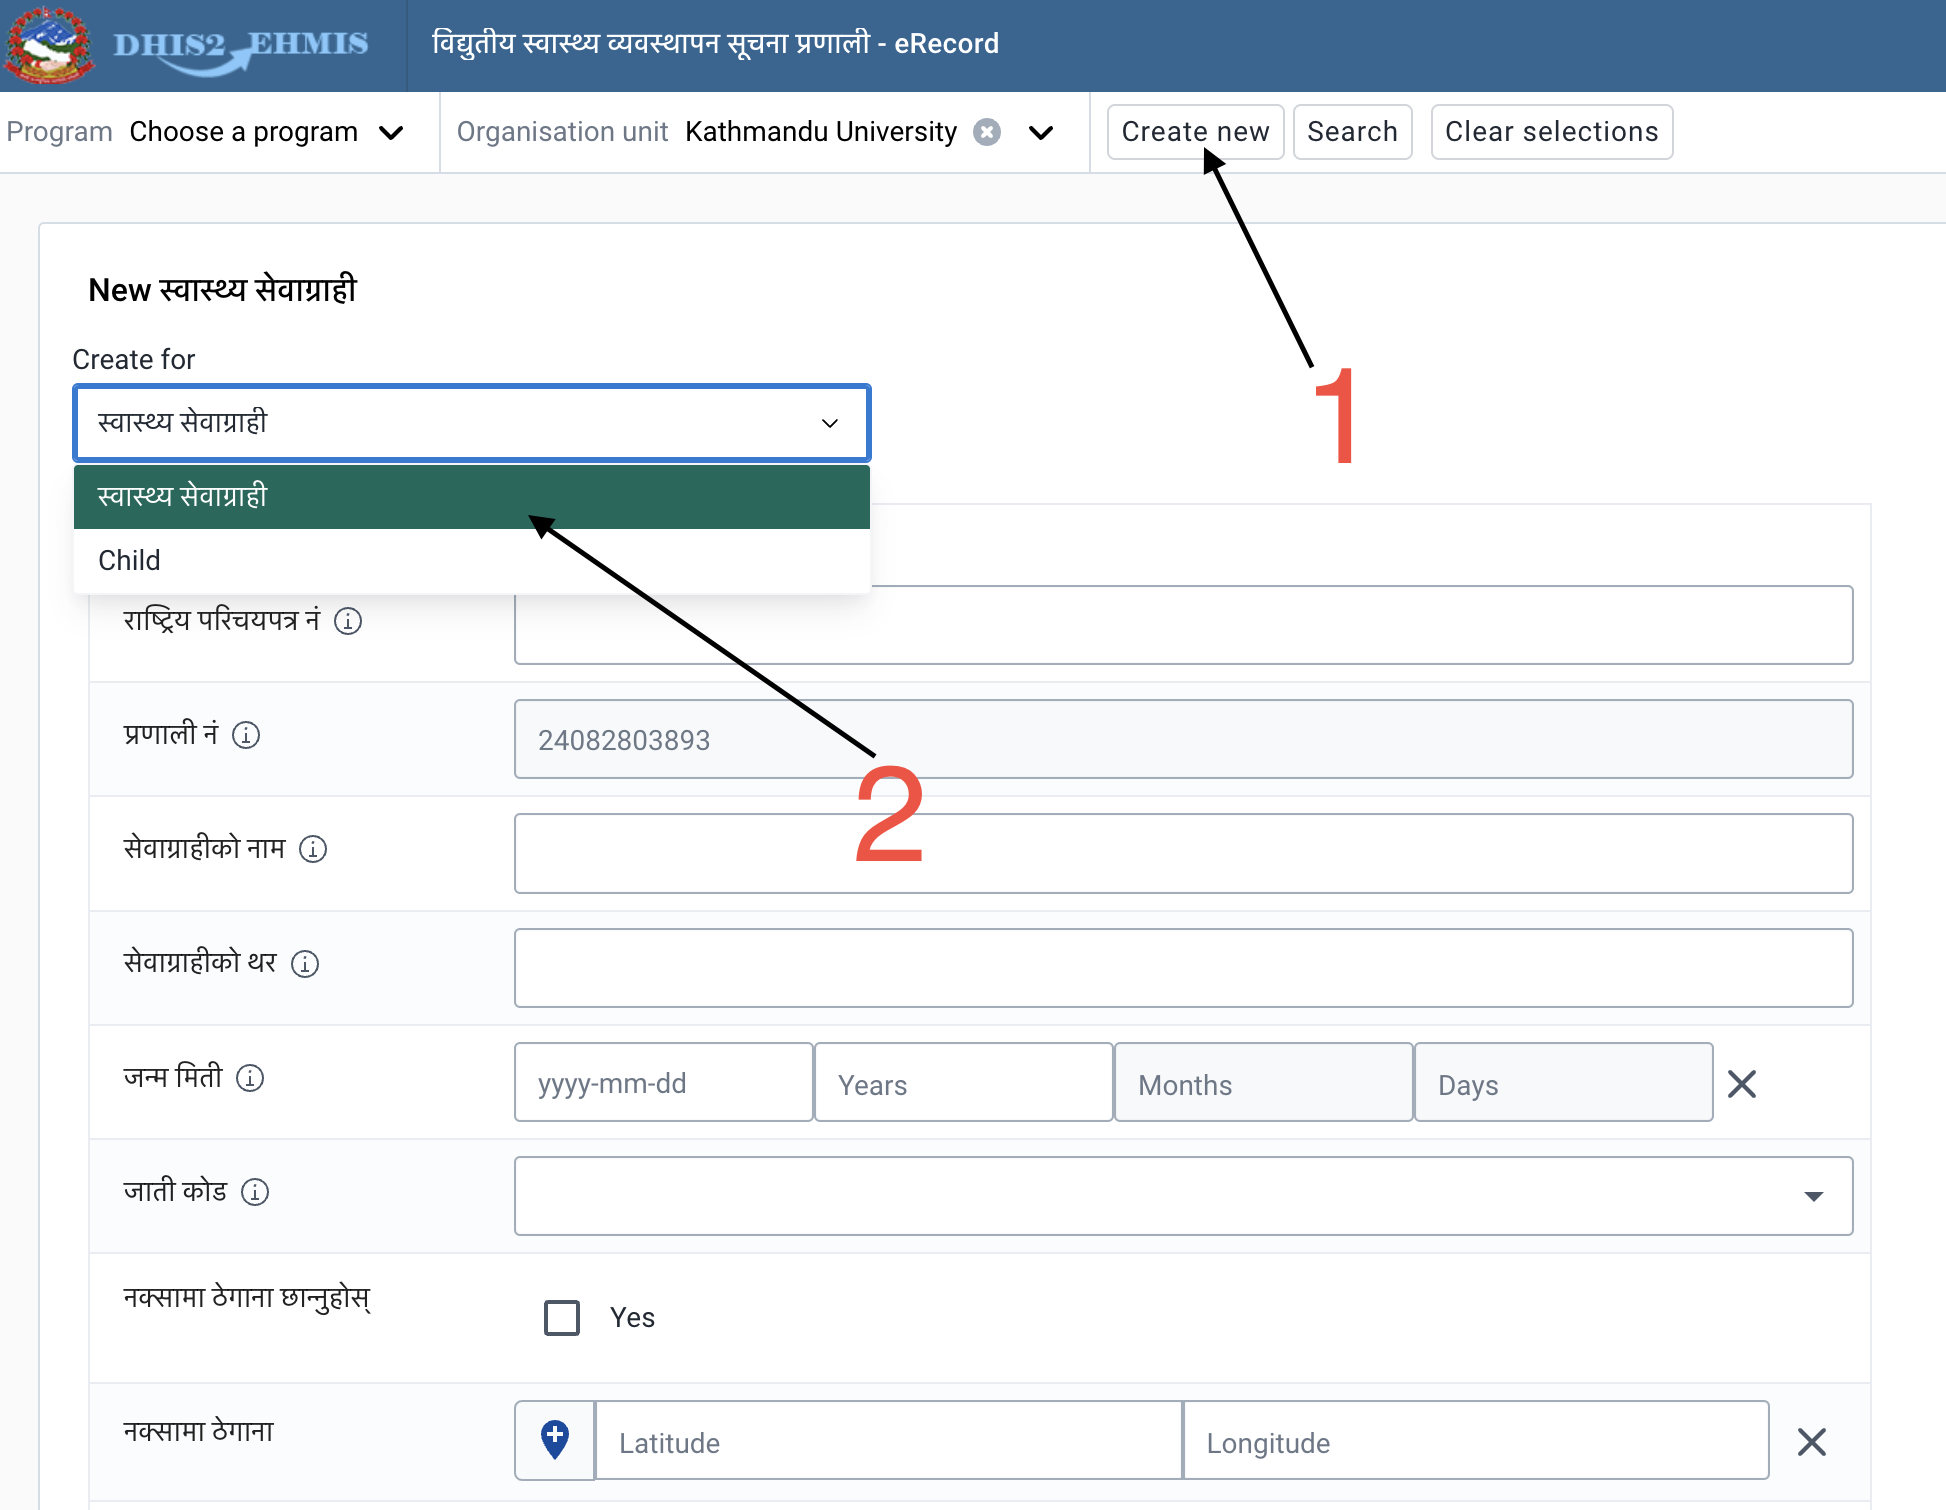 DHIS2 EHMIS विद्युतीय स्वास्थ्य व्यवस्थापन सूचना प्रणाली - eRecord
Program Choose a program Organisation unit Kathmandu University Create new Search Clear selections
New स्वास्थ्य सेवाग्राही
Create for
स्वास्थ्य सेवाग्राही
स्वास्थ्य सेवाग्राही
Child
1
राष्ट्रिय परिचयपत्र नं
प्रणाली नं 24082803893
2
सेवाग्राहीको नाम
सेवाग्राहीको थर
जन्म मिती yyyy-mm-dd Years Months Days
जाती कोड
नक्सामा ठेगाना छान्नुहोस् Yes
नक्सामा ठेगाना Latitude Longitude